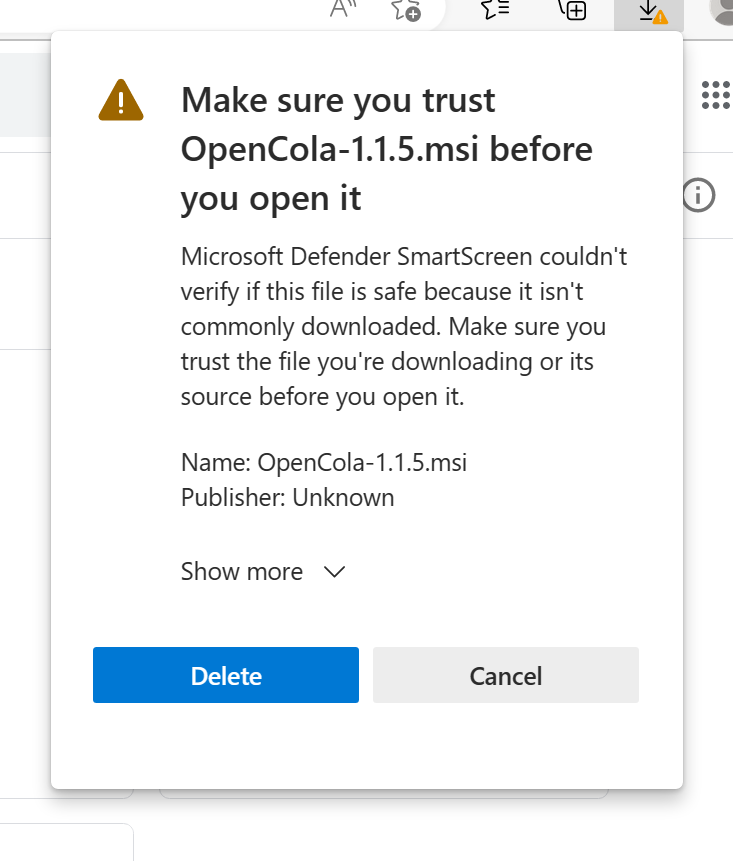 A"
Make sure you trust
OpenCola-1.1.5.msi before
you open it
Microsoft Defender SmartScreen couldn't
verify if this file is safe because it isn't
commonly downloaded. Make sure you
trust the file you're downloading or its
source before you open it.
Name: OpenCola-1.1.5.msi
Publisher: Unknown
Show more
Delete
Cancel